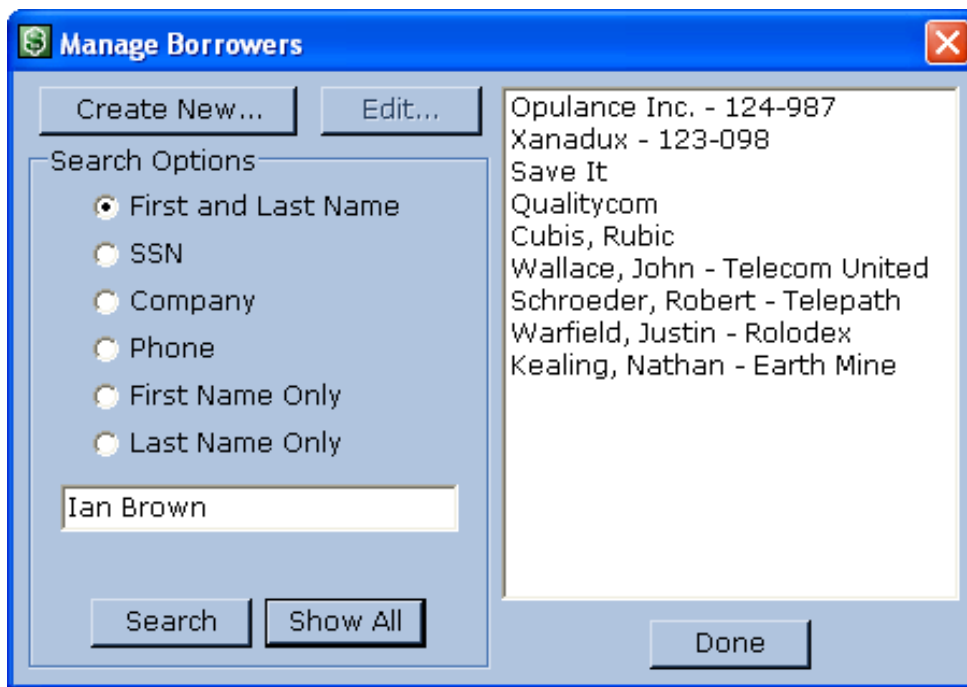 Manage Borrowers
Create New...
Edit...
Search Options
First and Last Name
SSN
Company
Phone
First Name Only
Last Name Only
Ian Brown
Search
Show All
Opulance Inc. - 124-987
Xanadux - 123-098
Save It
Qualitycom
Cubis, Rubic
Wallace, John - Telecom United
Schroeder, Robert - Telepath
Warfield, Justin - Rolodex
Kealing, Nathan - Earth Mine
Done